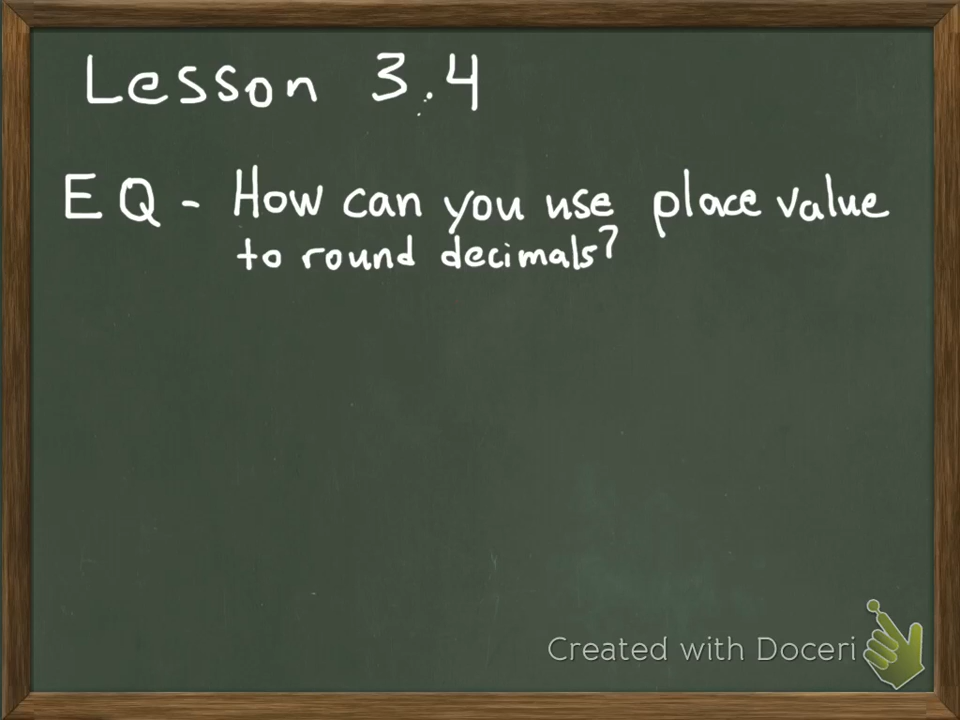 Lesson 3.4
EQ - How can you use place value
to round decimals?
Created with Doceri